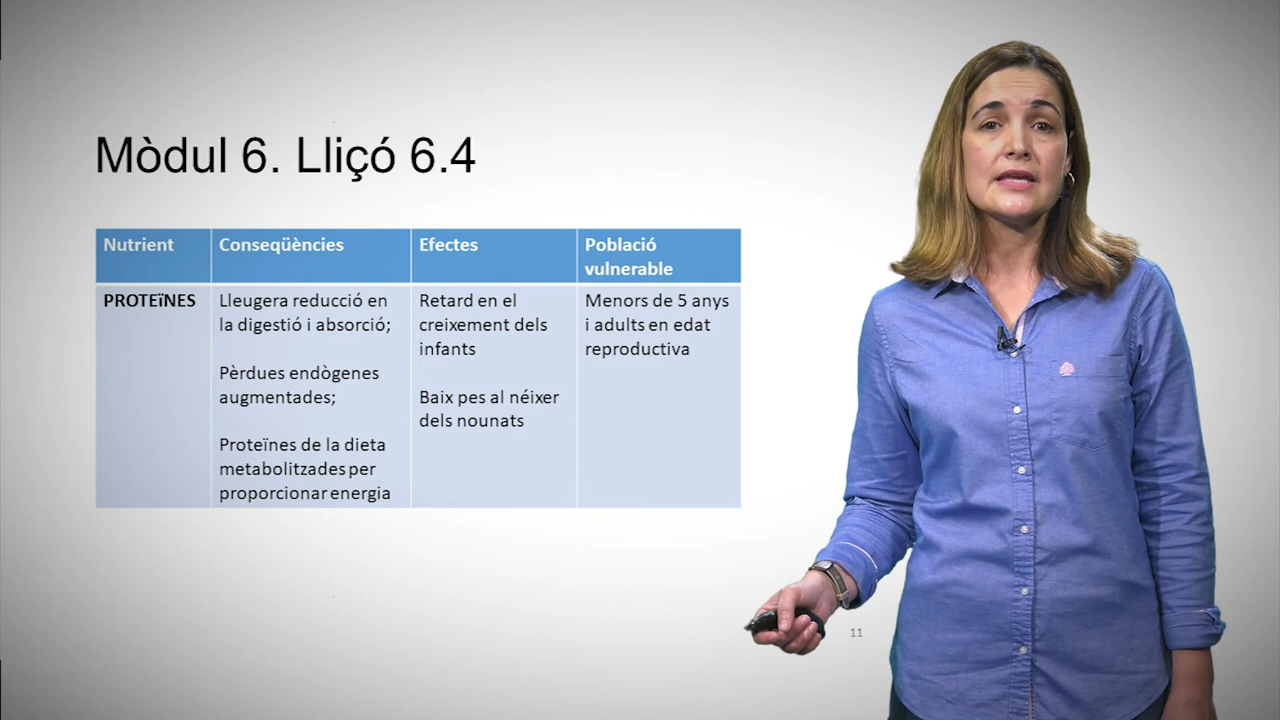 Mòdul 6. Lliçó 6.4
Nutrient
Conseqüències
Efectes
Població
vulnerable
PROTEïNES
Lleugera reducció en
la digestió i absorció;
Pèrdues endògenes
augmentades;
Proteïnes de la dieta
metabolitzades per
proporcionar energia
Retard en el
creixement dels
infants
Baix pes al néixer
dels nounats
Menors de 5 anys
i adults en edat
reproductiva
11